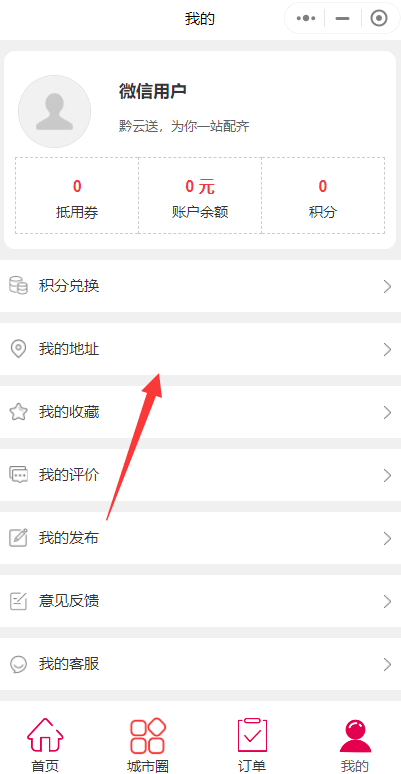 我的
微信用户
黔云送，为你一站配齐
0 0 元 0
抵用券 账户余额 积分
积分兑换
我的地址
我的收藏
我的评价
我的发布
意见反馈
我的客服
首页 城市圈 订单 我的